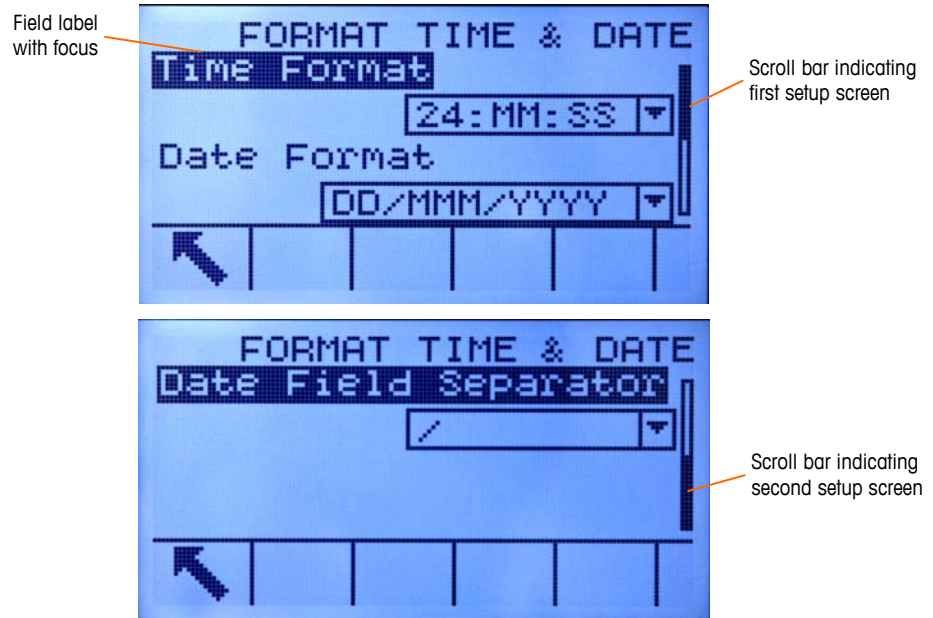 Field label
with focus
FORMAT TIME & DATE
Time Format
24:MM:SS
Date Format
DD/MMM/YYYY
Scroll bar indicating
first setup screen
FORMAT TIME & DATE
Date Field Separator
/
Scroll bar indicating
second setup screen